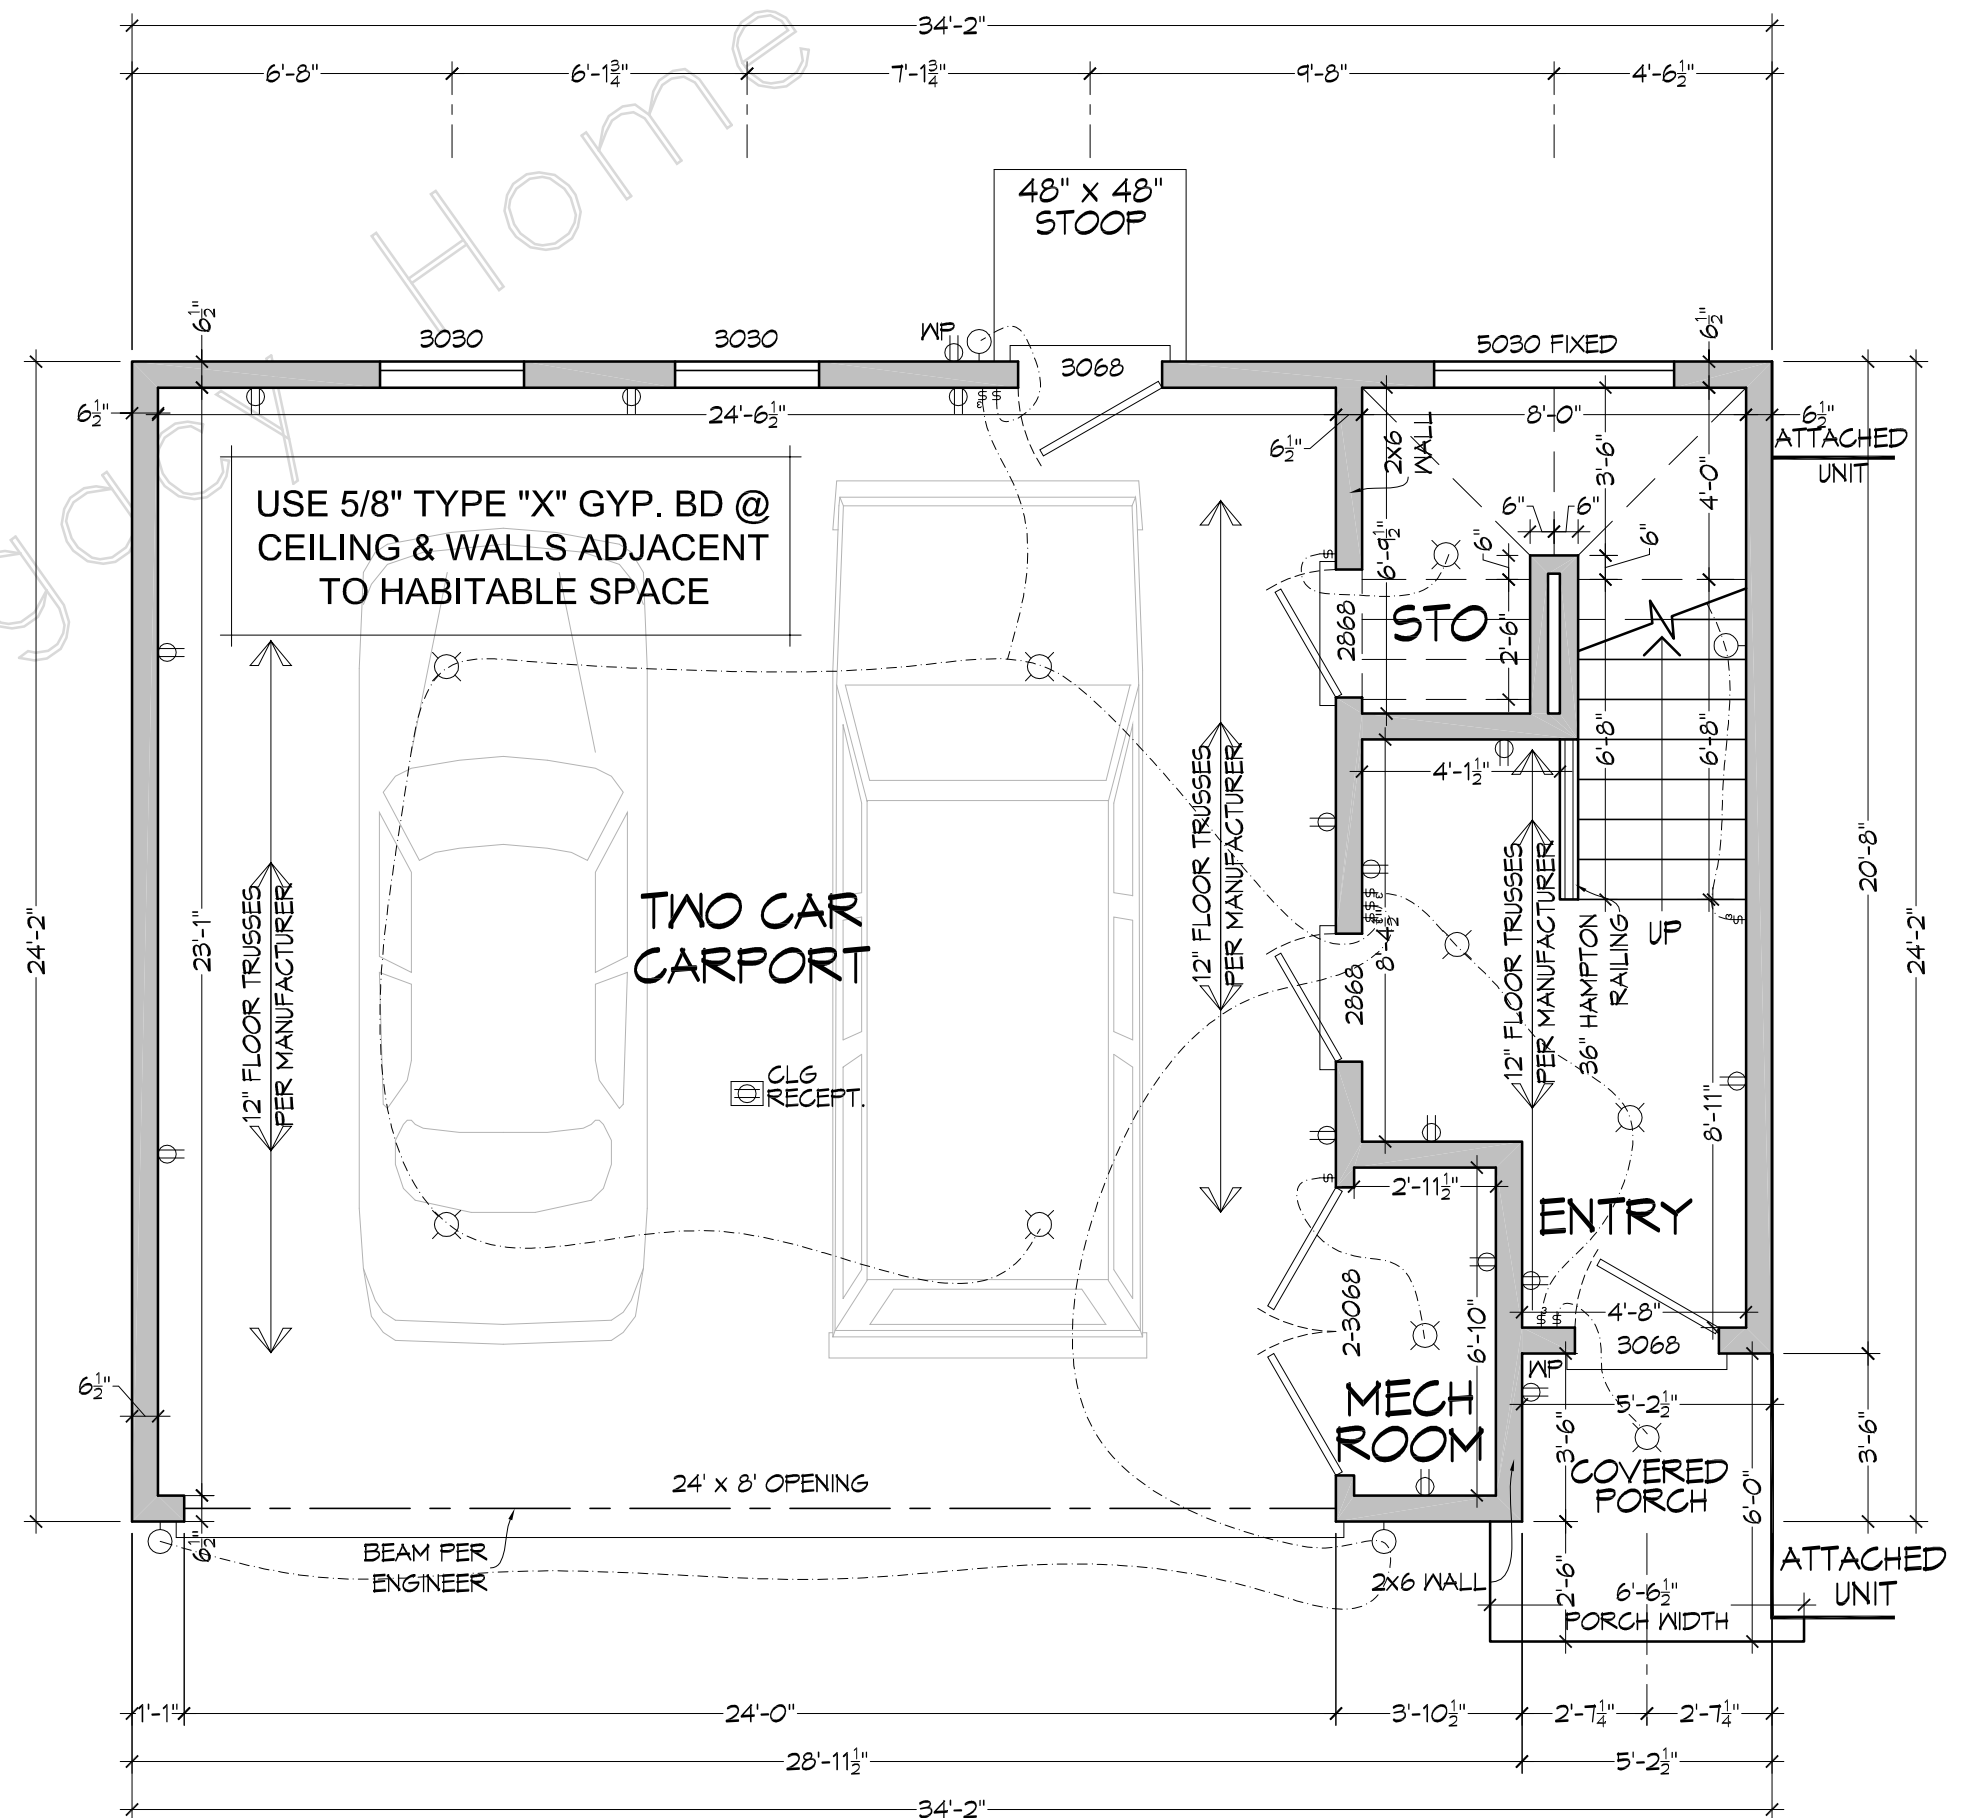 34'-2"
6'-8" 6'-1¾" 7'-1¾" 9'-8" 4'-6½"
Home
48" x 48"
STOOP
6½" 6½"
3030 3030 WP 3068 5030 FIXED
6½" 24'-6½" 8'-0" 6½"
6½"
2x6
WALL
ATTACHED
UNIT
gacy
USE 5/8" TYPE "X" GYP. BD @
CEILING & WALLS ADJACENT
TO HABITABLE SPACE
3'-6" 4'-0"
6" 6"
6'-9½" 6" 6"
2868 STO 2'-6"
6'-8" 6'-8"
4'-1½"
12" FLOOR TRUSSES
PER MANUFACTURER
12" FLOOR TRUSSES
PER MANUFACTURER
12" FLOOR TRUSSES
PER MANUFACTURER
24'-2" 23'-1"
TWO CAR
CARPORT
8'-4½"
2868
36" HAMPTON
RAILING
UP
20'-8" 24'-2"
CLG
RECEPT.
8'-11"
2'-11½"
ENTRY
2-3068 6'-10"
4'-8"
3068
WP
6½"
MECH
ROOM
5'-2½"
3'-6" 3'-6"
COVERED
PORCH
6'-0"
24' x 8' OPENING
6½"
BEAM PER
ENGINEER
2x6 WALL
2'-6"
6'-6½"
PORCH WIDTH
ATTACHED
UNIT
1'-1" 24'-0" 3'-10½" 2'-7¼" 2'-7¼"
28'-11½" 5'-2½"
34'-2"